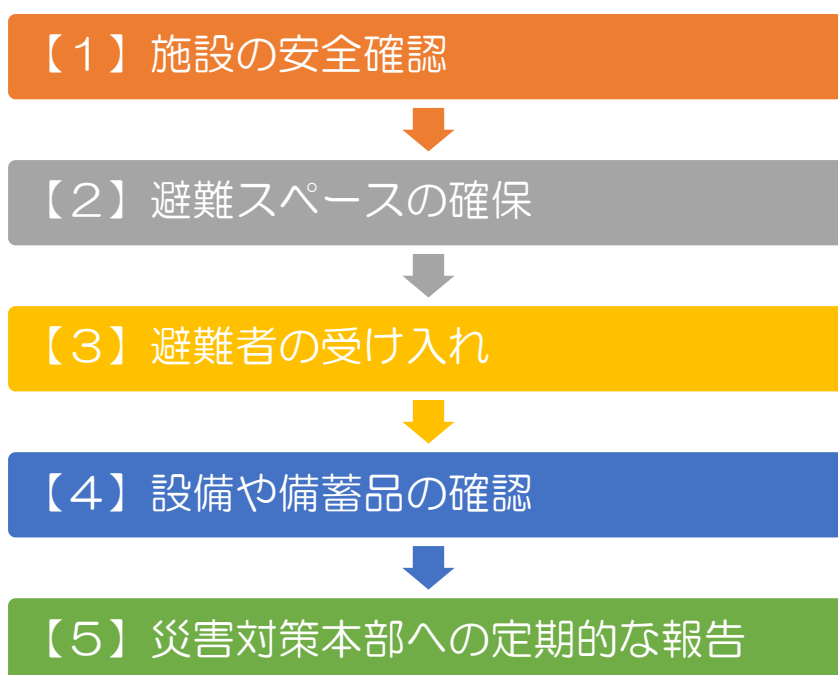 【１】施設の安全確認
【２】避難スペースの確保
【３】避難者の受け入れ
【４】設備や備蓄品の確認
【５】災害対策本部への定期的な報告